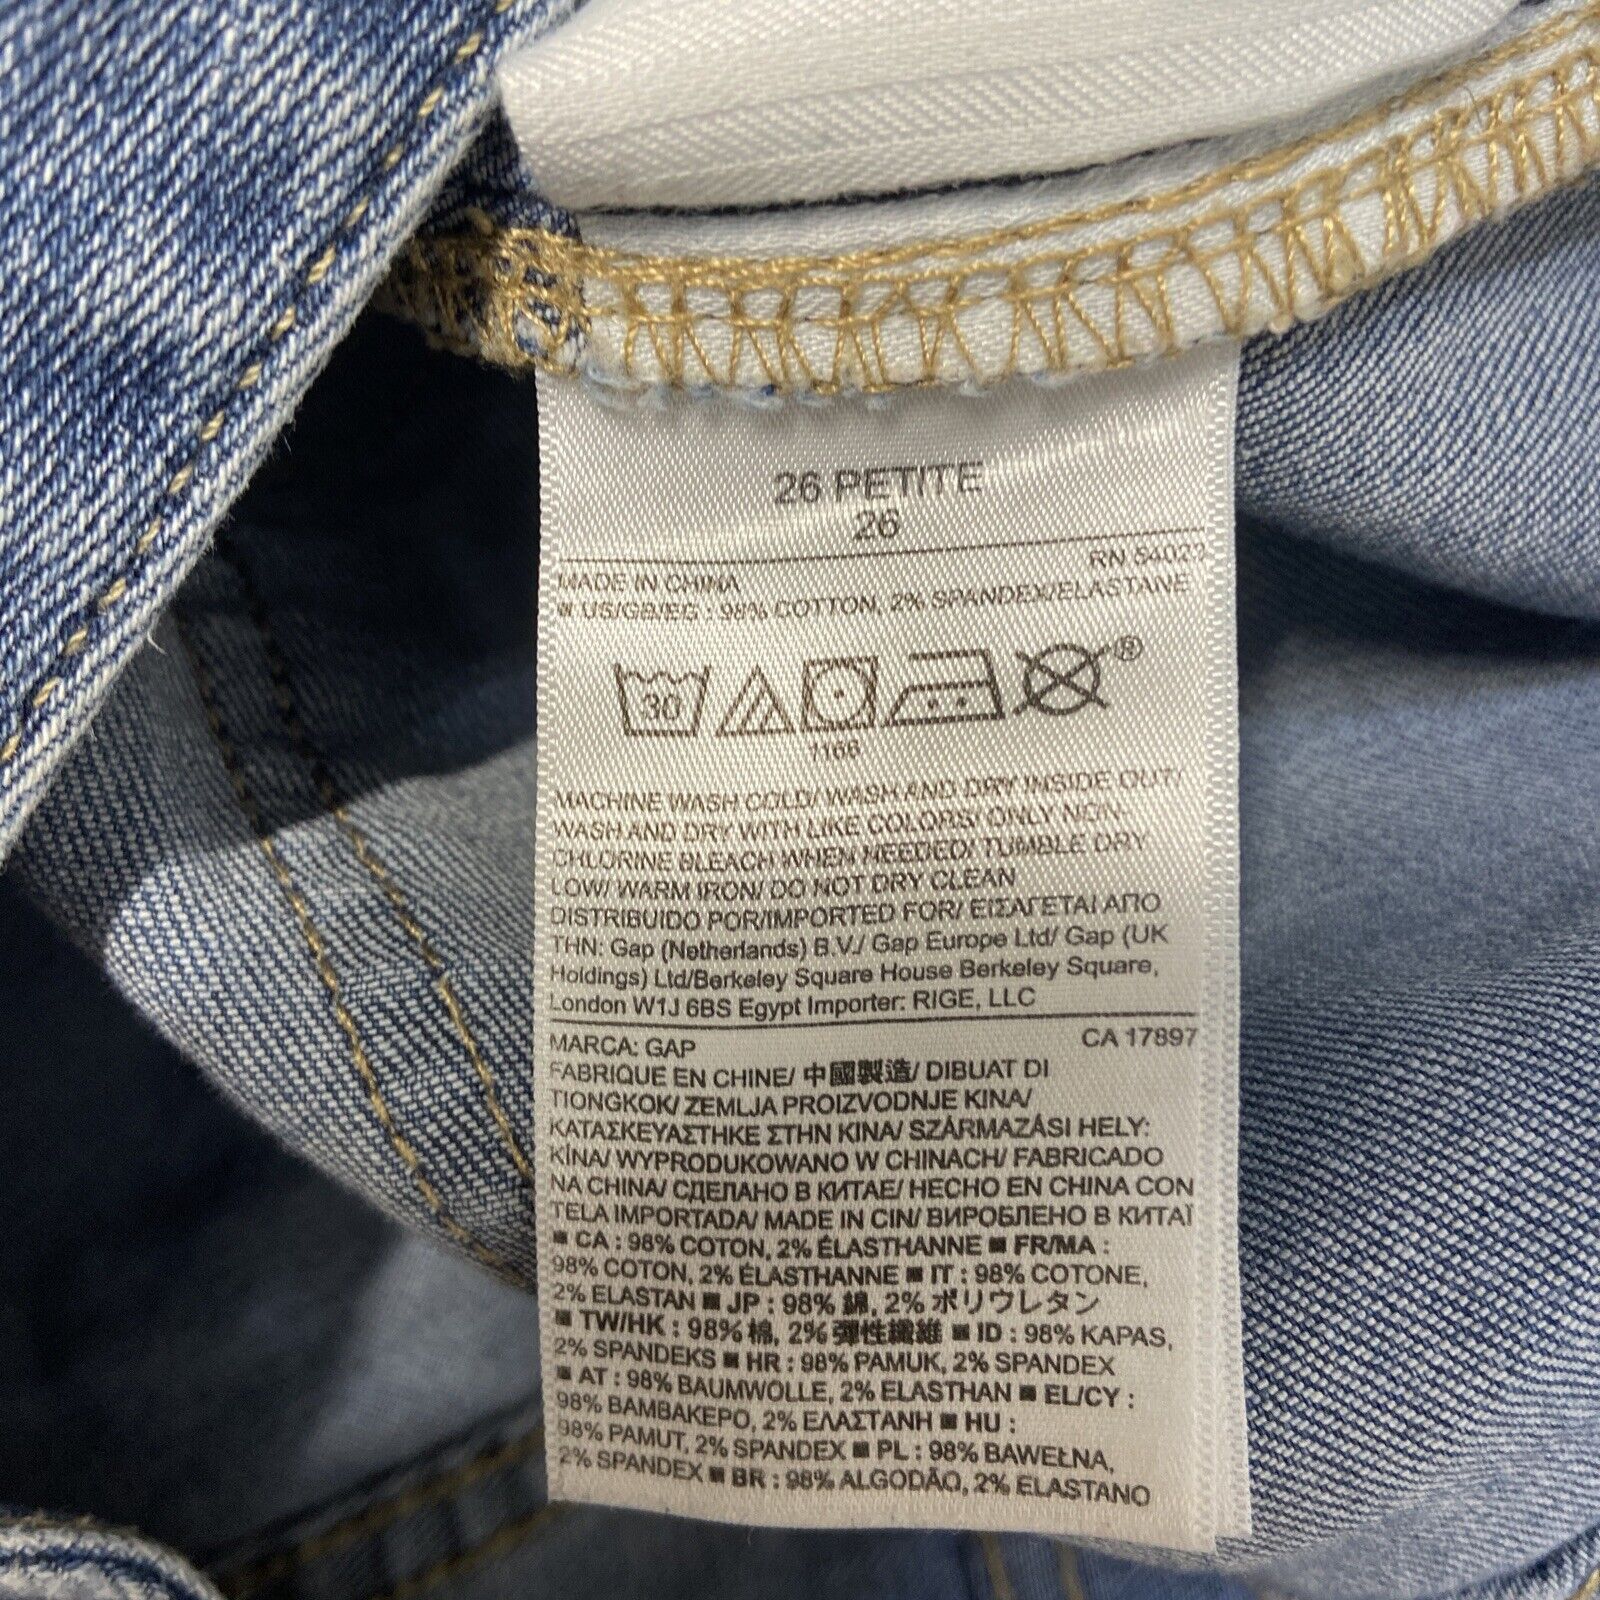 26 PETITE
26
RN 54023
MADE IN CHINA
■ US/GB/EG : 98% COTTON, 2% SPANDEX/ELASTANE
30
®
1166
MACHINE WASH COLD/ WASH AND DRY INSIDE OUT/
WASH AND DRY WITH LIKE COLORS/ ONLY NON-
CHLORINE BLEACH WHEN NEEDED/ TUMBLE DRY
LOW/ WARM IRON/ DO NOT DRY CLEAN
DISTRIBUIDO POR/IMPORTED FOR/ ΕΙΣΑΓΕΤΑΙ ΑΠΟ
THN: Gap (Netherlands) B.V./ Gap Europe Ltd/ Gap (UK
Holdings) Ltd/Berkeley Square House Berkeley Square,
London W1J 6BS Egypt Importer: RIGE, LLC
MARCA: GAP CA 17897
FABRIQUE EN CHINE/ 中國製造/ DIBUAT DI
TIONGKOK/ ZEMLJA PROIZVODNJE KINA/
ΚΑΤΑΣΚΕΥΑΣΤΗΚΕ ΣΤΗΝ ΚΙΝΑ/ SZÁRMAZÁSI HELY:
KÍNA/ WYPRODUKOWANO W CHINACH/ FABRICADO
NA CHINA/ СДЕЛАНО В КИТАЕ/ HECHO EN CHINA CON
TELA IMPORTADA/ MADE IN CIN/ ВИРОБЛЕНО В КИТАЇ
■ CA : 98% COTON, 2% ÉLASTHANNE ■ FR/MA :
98% COTON, 2% ÉLASTHANNE ■ IT : 98% COTONE,
2% ELASTAN ■ JP : 98% 綿, 2% ポリウレタン
■ TW/HK : 98% 棉, 2% 彈性纖維 ■ ID : 98% KAPAS,
2% SPANDEKS ■ HR : 98% PAMUK, 2% SPANDEX
■ AT : 98% BAUMWOLLE, 2% ELASTHAN ■ EL/CY :
98% ΒΑΜΒΑΚΕΡΟ, 2% ΕΛΑΣΤΑΝΗ ■ HU :
98% PAMUT, 2% SPANDEX ■ PL : 98% BAWEŁNA,
2% SPANDEX ■ BR : 98% ALGODÃO, 2% ELASTANO